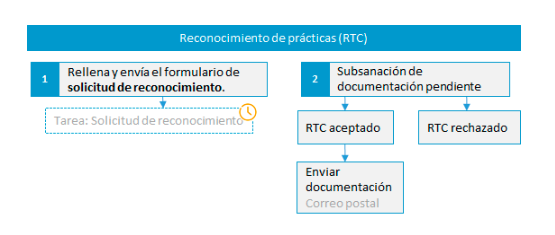 Reconocimiento de prácticas (RTC)
1
Rellena y envía el formulario de
solicitud de reconocimiento.
Tarea: Solicitud de reconocimiento
2
Subsanación de
documentación pendiente
RTC aceptado
RTC rechazado
Enviar
documentación
Correo postal